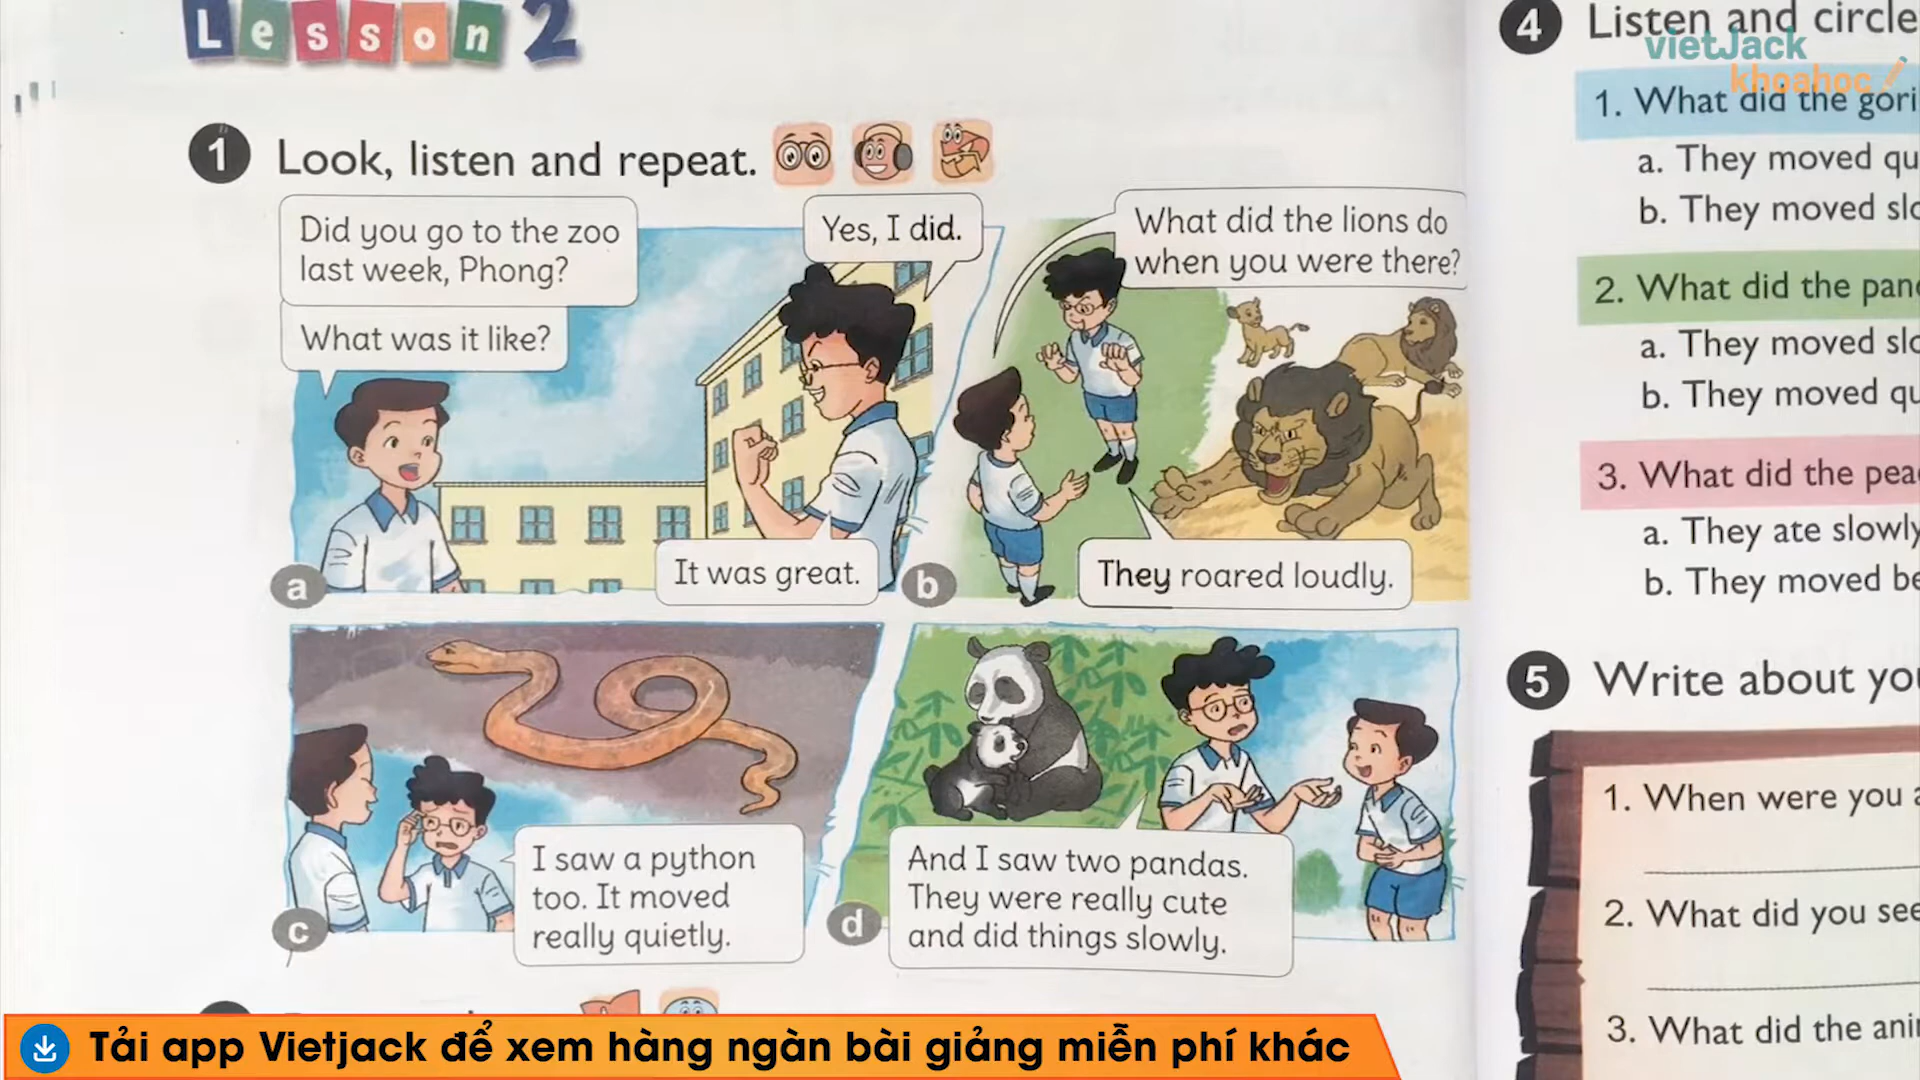 Lesson 2
1 Look, listen and repeat.
Did you go to the zoo
last week, Phong?
What was it like?
Yes, I did.
It was great.
a
What did the lions do
when you were there?
They roared loudly.
b
I saw a python
too. It moved
really quietly.
c
And I saw two pandas.
They were really cute
and did things slowly.
d
4 Listen and circle
vietJack
khoahoc
1. What did the gori
a. They moved qu
b. They moved slo
2. What did the pand
a. They moved slo
b. They moved qu
3. What did the pea
a. They ate slowly
b. They moved be
5 Write about you
1. When were you a
2. What did you see
3. What did the ani
Tải app Vietjack để xem hàng ngàn bài giảng miễn phí khác